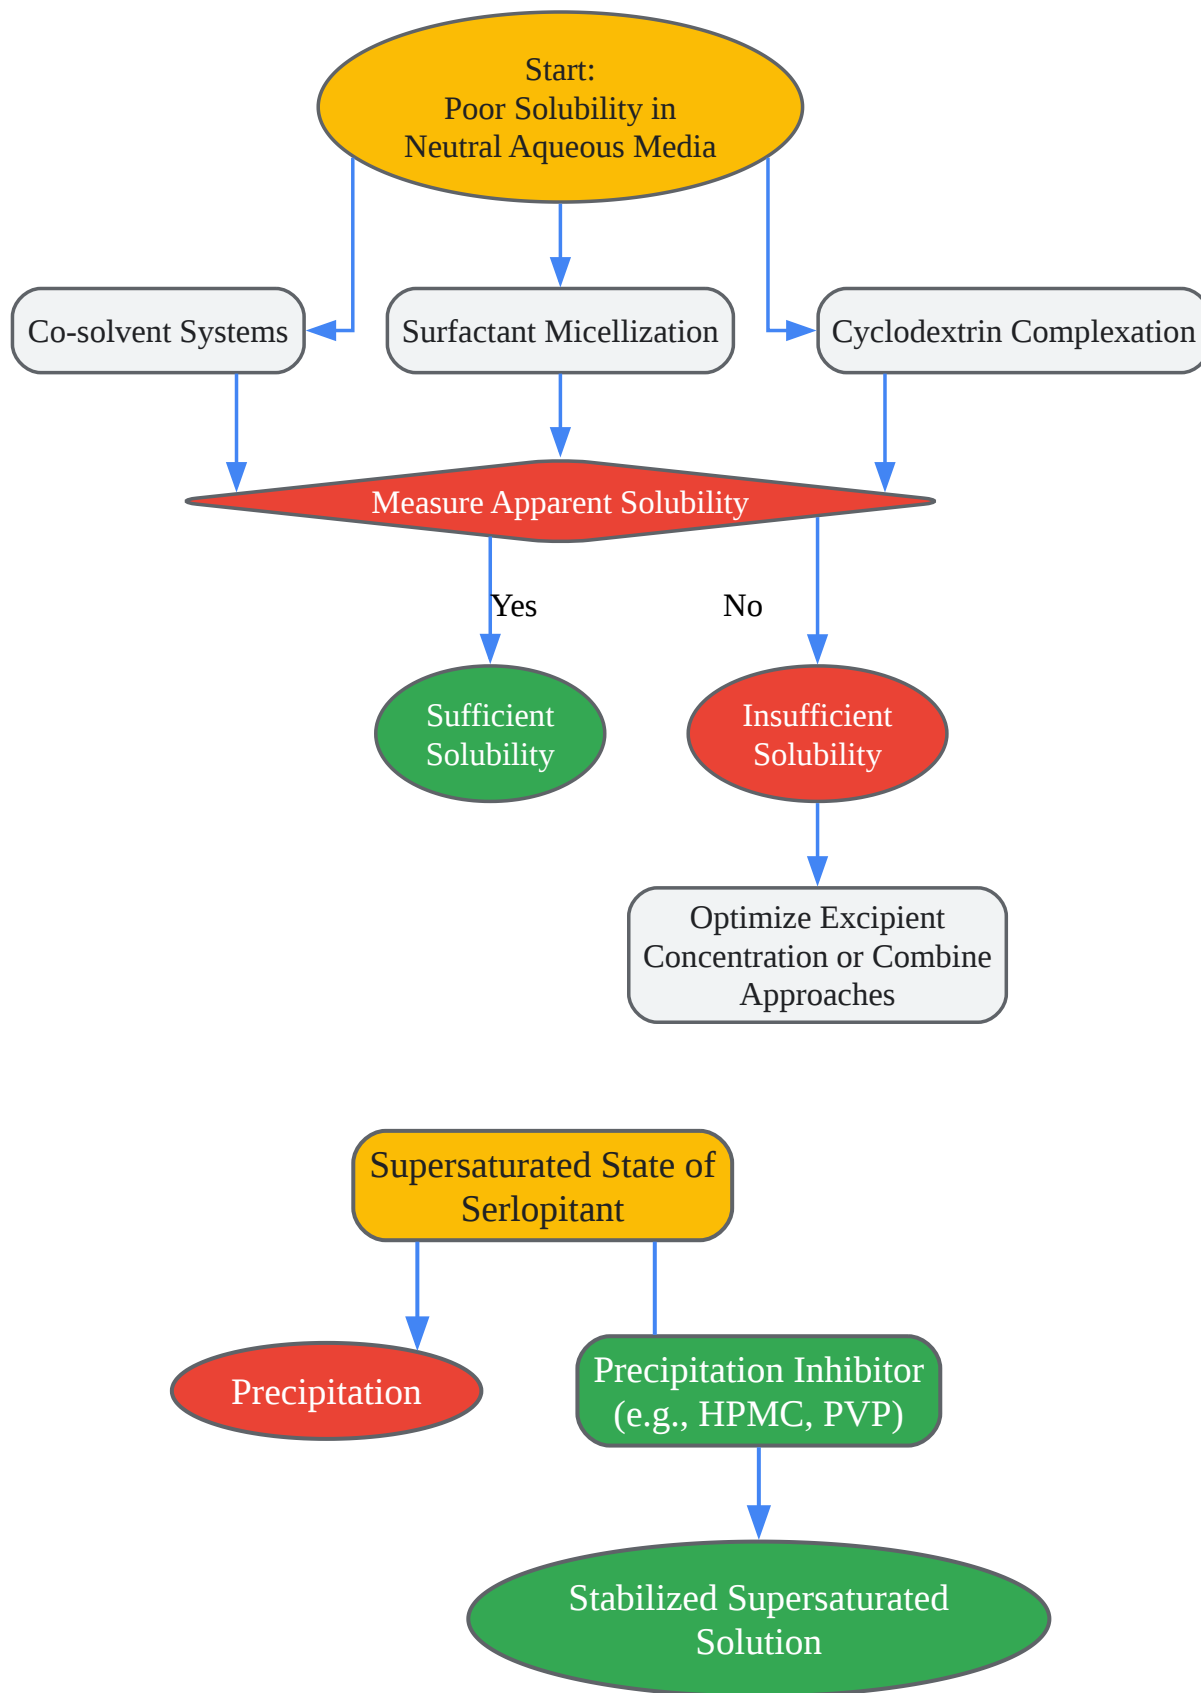 Start:
Poor Solubility in
Neutral Aqueous Media
Co-solvent Systems
Surfactant Micellization
Cyclodextrin Complexation
Measure Apparent Solubility
Yes
No
Sufficient
Solubility
Insufficient
Solubility
Optimize Excipient
Concentration or Combine
Approaches
Supersaturated State of
Serlopitant
Precipitation
Precipitation Inhibitor
(e.g., HPMC, PVP)
Stabilized Supersaturated
Solution